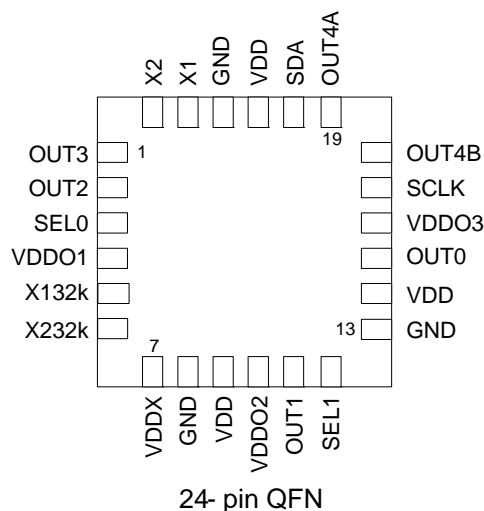 X2
X1
GND
VDD
SDA
OUT4A
OUT3
OUT2
SEL0
VDDO1
X132k
X232k
1
19
OUT4B
SCLK
VDDO3
OUT0
VDD
GND
13
7
VDDX
GND
VDD
VDDO2
OUT1
SEL1
24- pin QFN